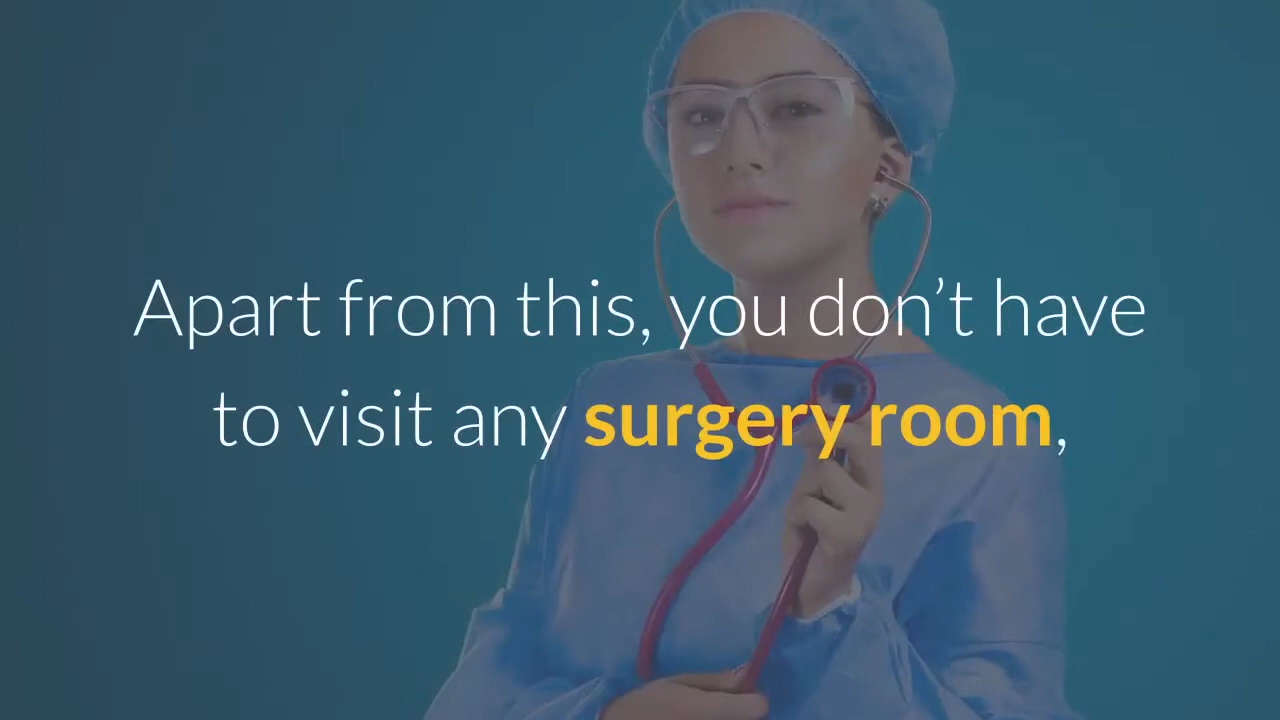 Apart from this, you don’t have
to visit any surgery room,